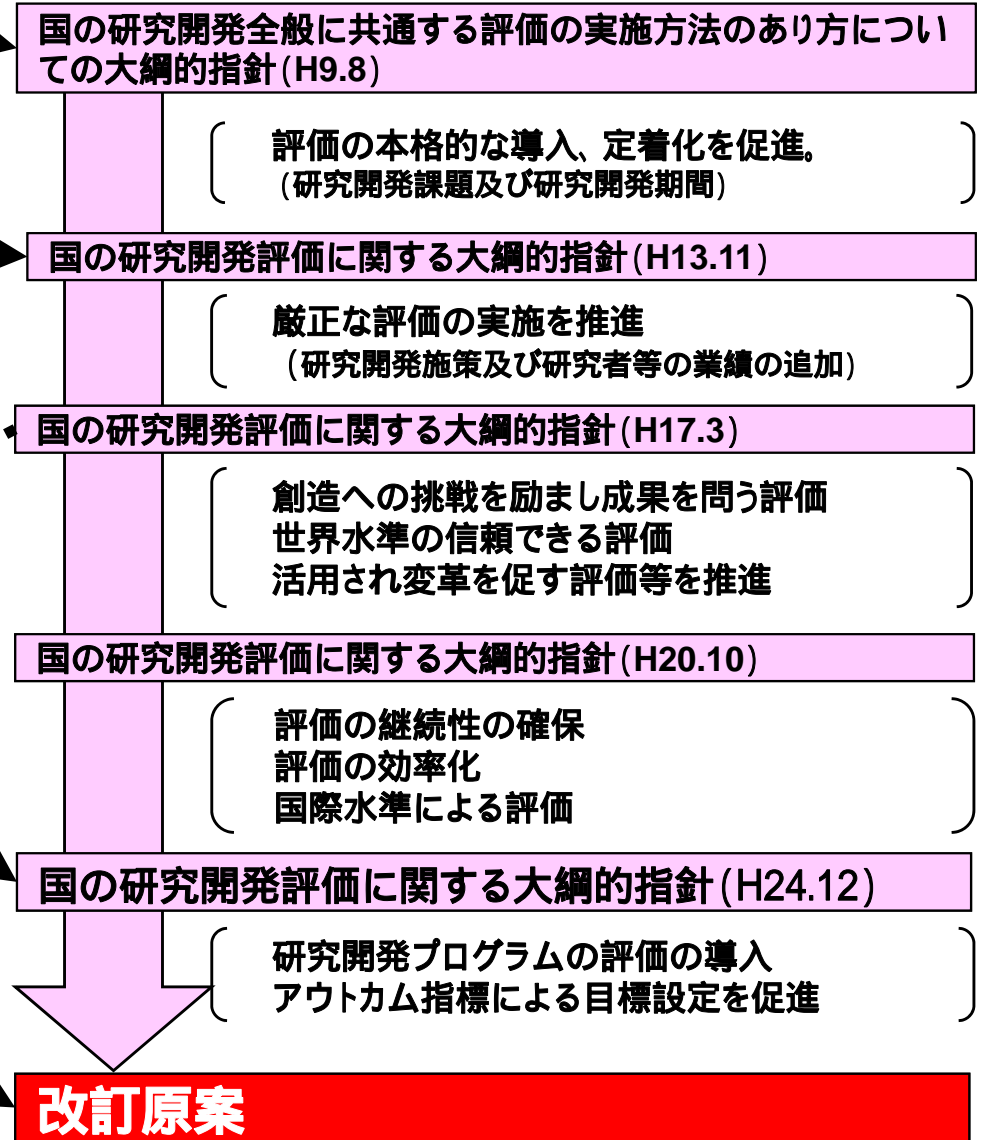 国の研究開発全般に共通する評価の実施方法のあり方につい
ての大綱的指針(H9.8)
評価の本格的な導入、定着化を促進。
(研究開発課題及び研究開発期間)
国の研究開発評価に関する大綱的指針(H13.11)
厳正な評価の実施を推進
(研究開発施策及び研究者等の業績の追加)
国の研究開発評価に関する大綱的指針(H17.3)
創造への挑戦を励まし成果を問う評価
世界水準の信頼できる評価
活用され変革を促す評価等を推進
国の研究開発評価に関する大綱的指針(H20.10)
評価の継続性の確保
評価の効率化
国際水準による評価
国の研究開発評価に関する大綱的指針(H24.12)
研究開発プログラムの評価の導入
アウトカム指標による目標設定を促進
改訂原案